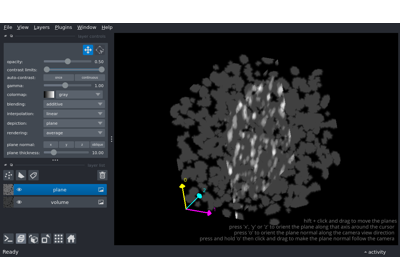 File View Layers Plugins Window Help
layer controls
opacity: 0.50
contrast limits:
auto-contrast: once continuous
gamma: 1.00
colormap: gray
blending: additive
interpolation: linear
depiction: plane
rendering: average
plane normal: x y z oblique
plane thickness: 10.00
layer list
plane
volume
0
shift + click and drag to move the planes
press 'x', 'y' or 'z' to orient the plane along that axis around the cursor
press 'o' to orient the plane normal along the camera view direction
press and hold 'o' then click and drag to make the plane normal follow the camera
Ready
activity